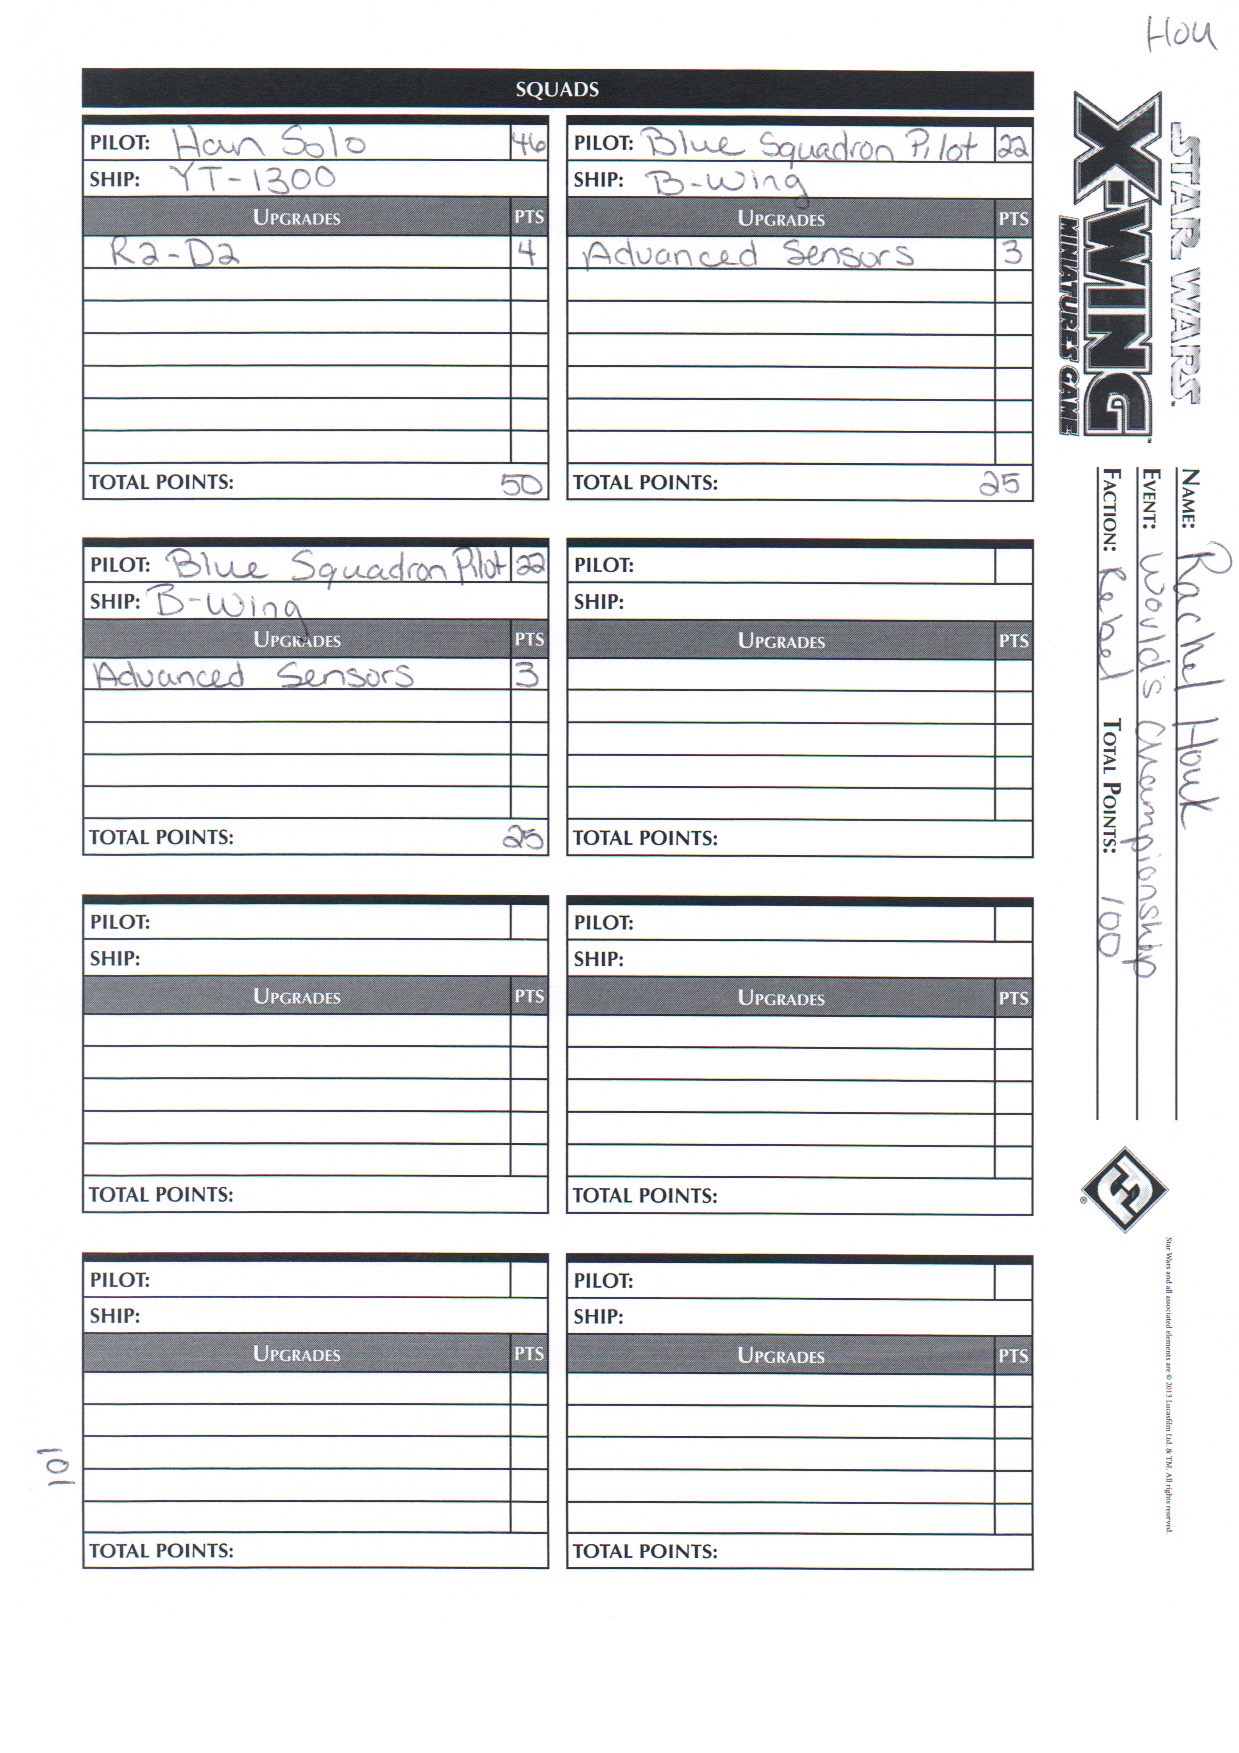 Hou
SQUADS
PILOT: Han Solo 46
SHIP: YT-1300
UPGRADES PTS
R2-D2 4
TOTAL POINTS: 50
PILOT: Blue Squadron Pilot 22
SHIP: B-Wing
UPGRADES PTS
Advanced Sensors 3
TOTAL POINTS: 25
PILOT: Blue Squadron Pilot 22
SHIP: B-Wing
UPGRADES PTS
Advanced Sensors 3
TOTAL POINTS: 25
PILOT:
SHIP:
UPGRADES PTS
TOTAL POINTS:
PILOT:
SHIP:
UPGRADES PTS
TOTAL POINTS:
PILOT:
SHIP:
UPGRADES PTS
TOTAL POINTS:
PILOT:
SHIP:
UPGRADES PTS
TOTAL POINTS:
PILOT:
SHIP:
UPGRADES PTS
TOTAL POINTS:
STAR WARS™
X-WING™
MINIATURES GAME
NAME: Rachel Houk
EVENT: World's Championship
FACTION: Rebel TOTAL POINTS: 100
®
Star Wars and all associated elements are © 2013 Lucasfilm Ltd. & TM. All rights reserved.
101